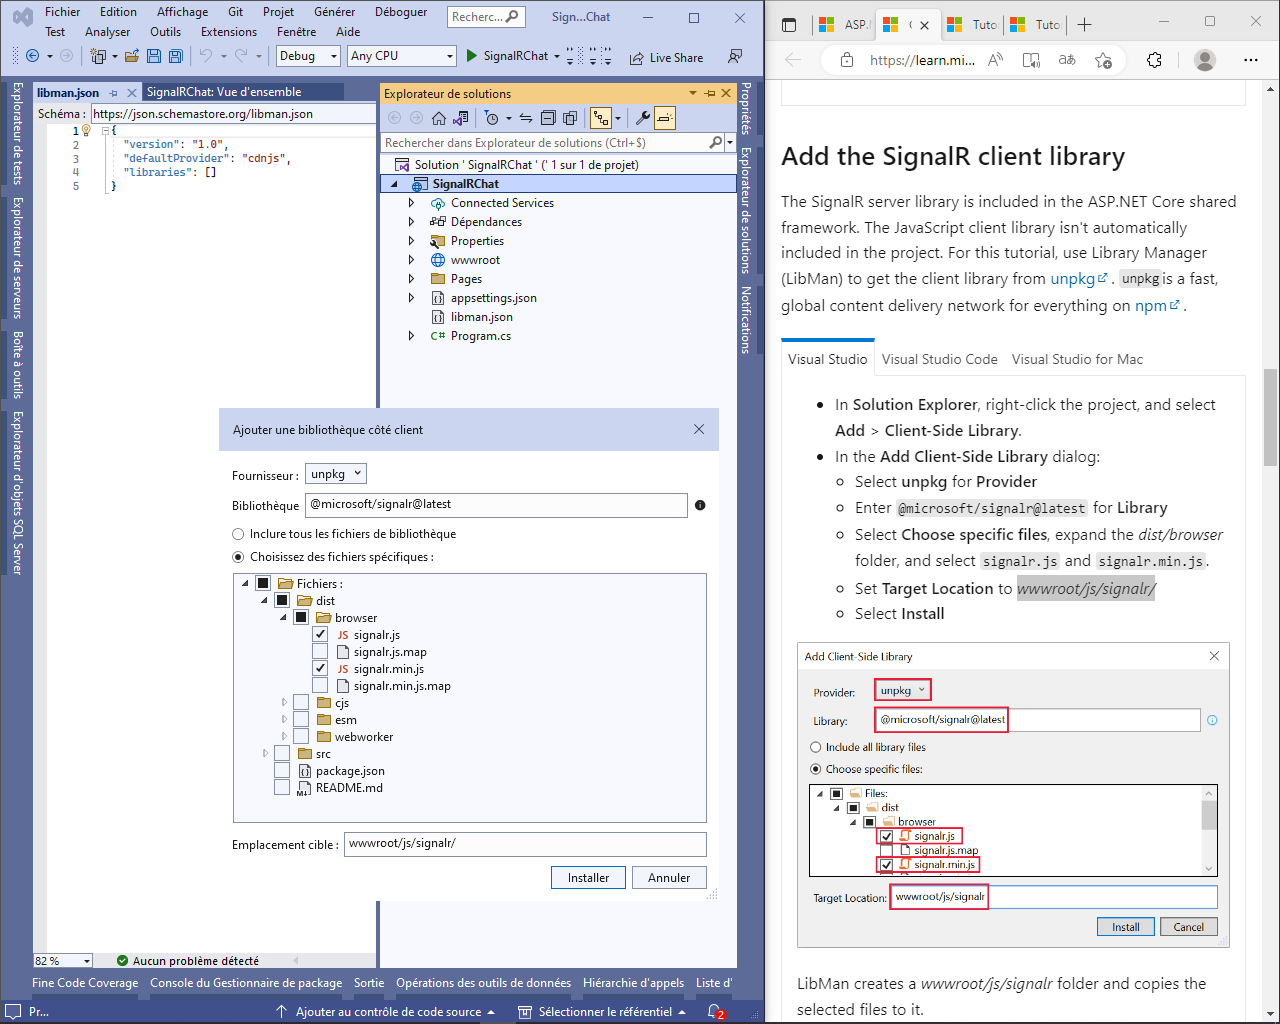 Fichier Edition Affichage Git Projet Générer Déboguer
Test Analyser Outils Extensions Fenêtre Aide
Recherc...
Sign...Chat
Debug
Any CPU
SignalRChat
Live Share
libman.json
SignalRChat: Vue d'ensemble
Schéma :
https://json.schemastore.org/libman.json
1 {
2 "version": "1.0",
3 "defaultProvider": "cdnjs",
4 "libraries": []
5 }
Explorateur de tests
Explorateur de serveurs
Boîte à outils
Explorateur d'objets SQL Server
Explorateur de solutions
Rechercher dans Explorateur de solutions (Ctrl+$)
Solution ' SignalRChat ' (' 1 sur 1 de projet)
SignalRChat
Connected Services
Dépendances
Properties
wwwroot
Pages
appsettings.json
libman.json
C# Program.cs
Propriétés
Explorateur de solutions
Notifications
Ajouter une bibliothèque côté client
Fournisseur :
unpkg
Bibliothèque
@microsoft/signalr@latest
Inclure tous les fichiers de bibliothèque
Choisissez des fichiers spécifiques :
Fichiers :
dist
browser
JS signalr.js
signalr.js.map
JS signalr.min.js
signalr.min.js.map
cjs
esm
webworker
src
package.json
README.md
Emplacement cible :
wwwroot/js/signalr/
Installer
Annuler
82 %
Aucun problème détecté
Fine Code Coverage Console du Gestionnaire de package Sortie Opérations des outils de données Hiérarchie d'appels Liste d'
Pr...
Ajouter au contrôle de code source
Sélectionner le référentiel
2
ASP.I
C
Tuto
Tuto
https://learn.mi...
Add the SignalR client library
The SignalR server library is included in the ASP.NET Core shared
framework. The JavaScript client library isn't automatically
included in the project. For this tutorial, use Library Manager
(LibMan) to get the client library from unpkg . unpkg is a fast,
global content delivery network for everything on npm .
Visual Studio Visual Studio Code Visual Studio for Mac
• In Solution Explorer, right-click the project, and select
Add > Client-Side Library.
• In the Add Client-Side Library dialog:
Select unpkg for Provider
Enter @microsoft/signalr@latest for Library
Select Choose specific files, expand the dist/browser
folder, and select signalr.js and signalr.min.js.
Set Target Location to wwwroot/js/signalr/
Select Install
Add Client-Side Library
Provider:
unpkg
Library:
@microsoft/signalr@latest
Include all library files
Choose specific files:
Files:
dist
browser
signalr.js
signalr.js.map
signalr.min.js
Target Location:
wwwroot/js/signalr
Install
Cancel
LibMan creates a wwwroot/js/signalr folder and copies the
selected files to it.